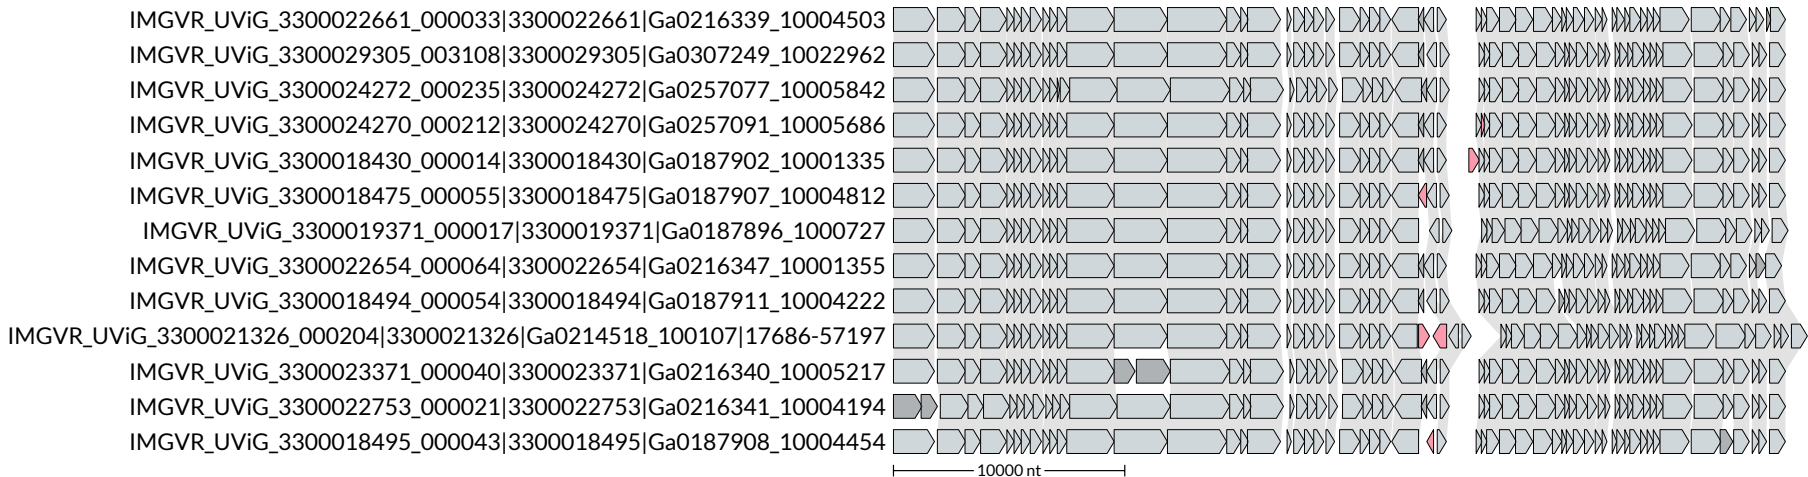 IMGVR_UViG_3300022661_000033|3300022661|Ga0216339_10004503
IMGVR_UViG_3300029305_003108|3300029305|Ga0307249_10022962
IMGVR_UViG_3300024272_000235|3300024272|Ga0257077_10005842
IMGVR_UViG_3300024270_000212|3300024270|Ga0257091_10005686
IMGVR_UViG_3300018430_000014|3300018430|Ga0187902_10001335
IMGVR_UViG_3300018475_000055|3300018475|Ga0187907_10004812
IMGVR_UViG_3300019371_000017|3300019371|Ga0187896_1000727
IMGVR_UViG_3300022654_000064|3300022654|Ga0216347_10001355
IMGVR_UViG_3300018494_000054|3300018494|Ga0187911_10004222
IMGVR_UViG_3300021326_000204|3300021326|Ga0214518_100107|17686-57197
IMGVR_UViG_3300023371_000040|3300023371|Ga0216340_10005217
IMGVR_UViG_3300022753_000021|3300022753|Ga0216341_10004194
IMGVR_UViG_3300018495_000043|3300018495|Ga0187908_10004454
10000 nt